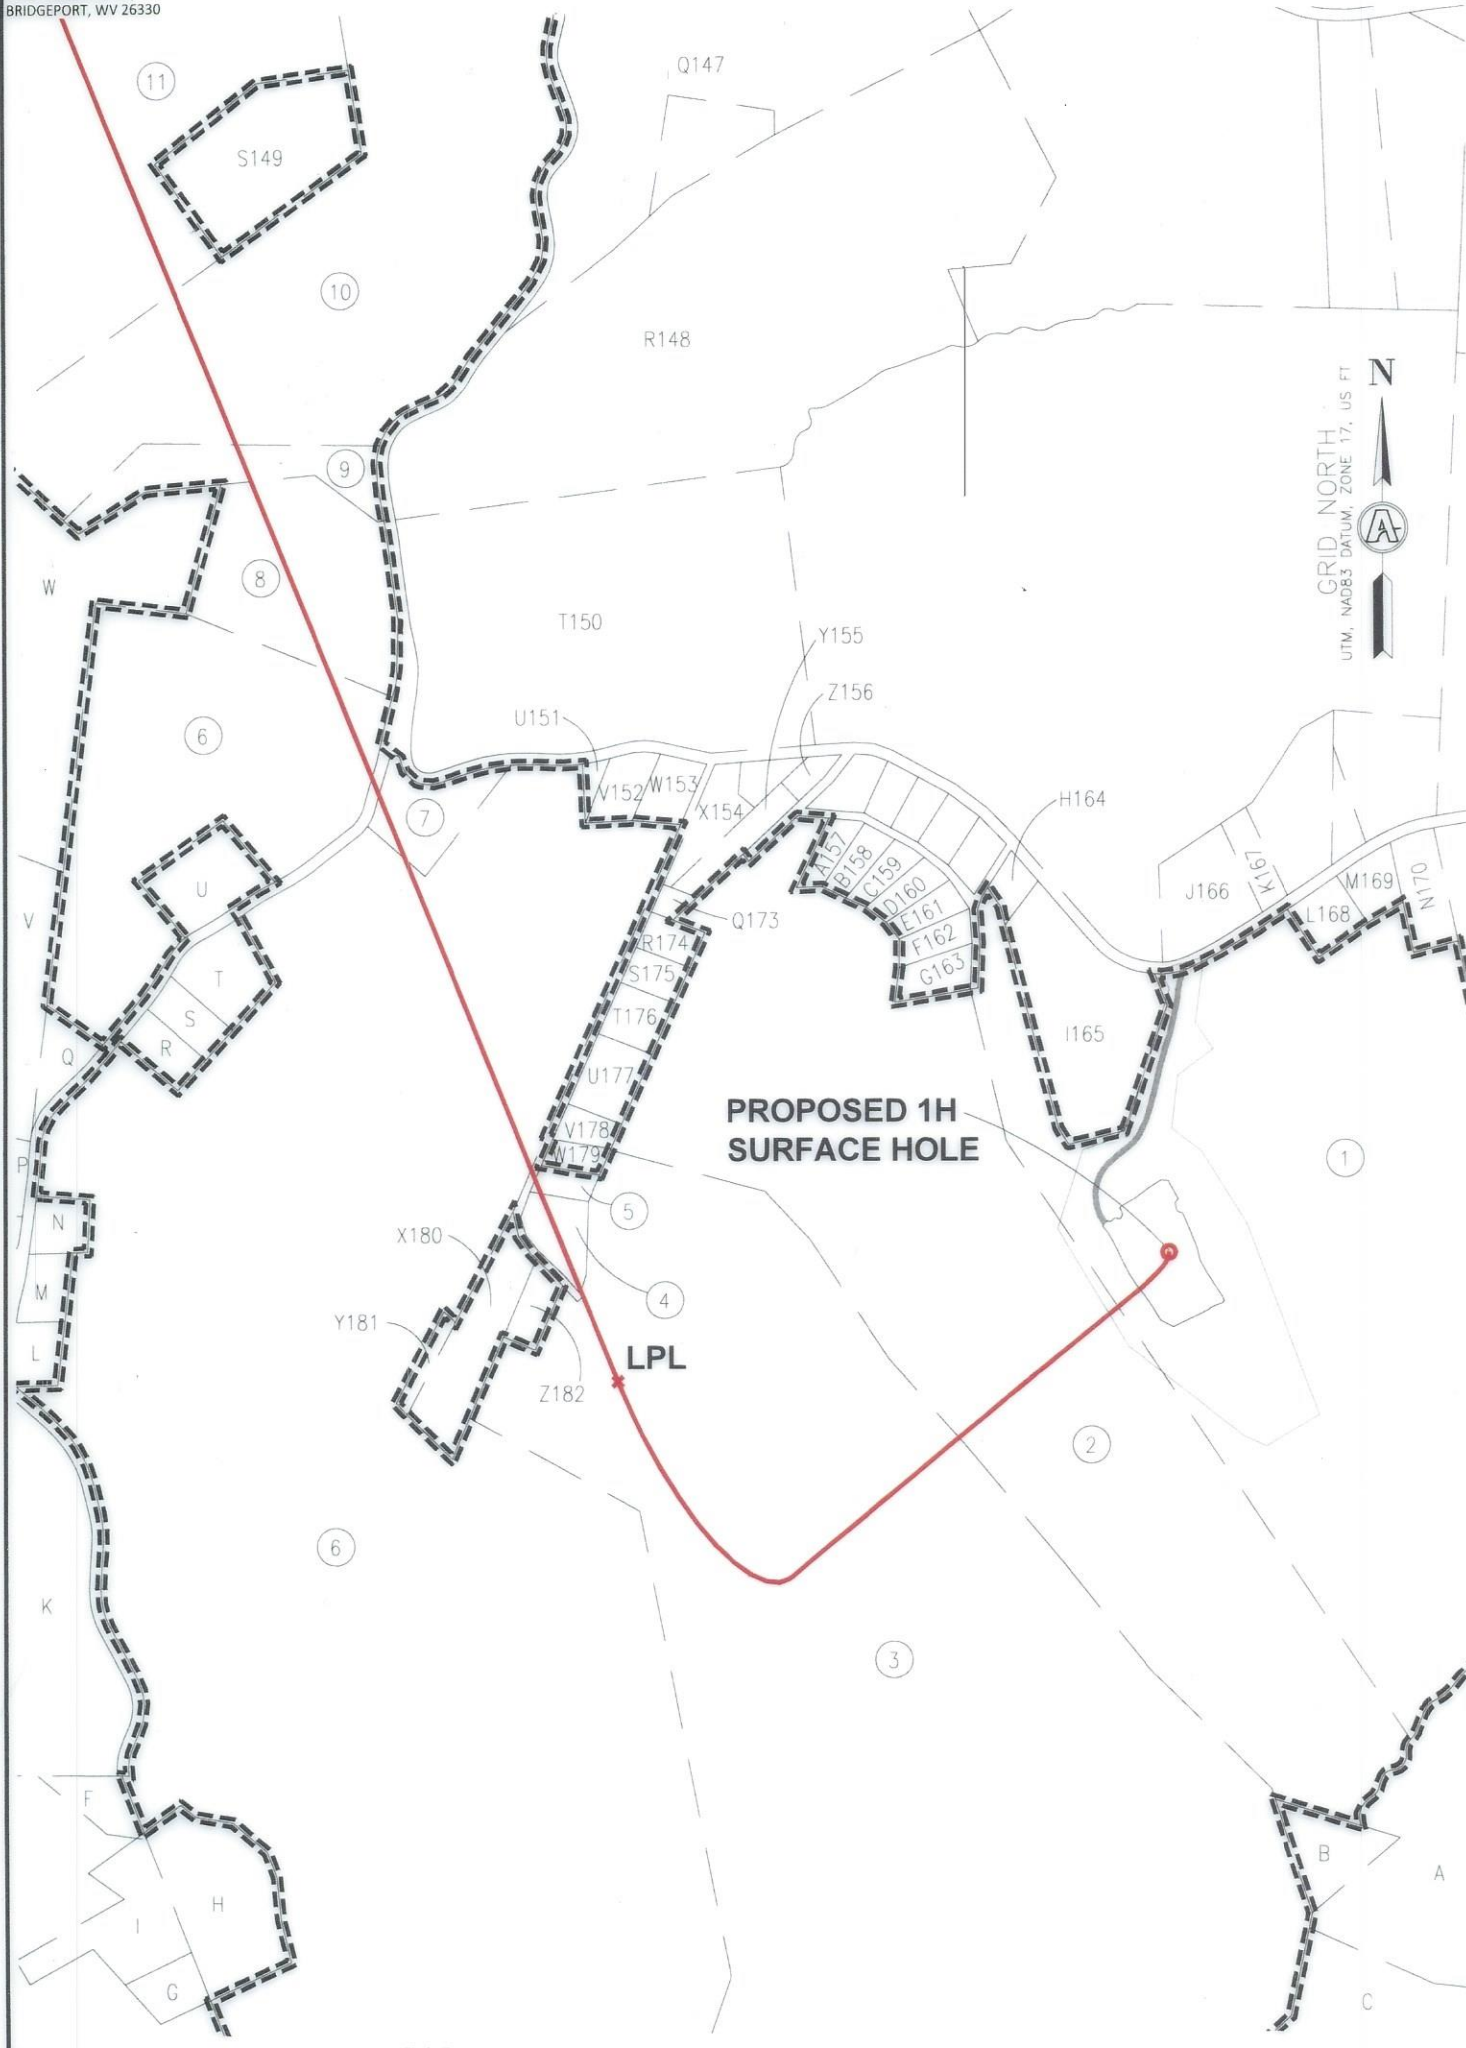 BRIDGEPORT, WV 26330
Q147
11
S149
10
R148
N
GRID NORTH
UTM, NAD83 DATUM, ZONE 17, US FT
A
9
8
W
T150
Y155
Z156
U151
6
V152
W153
X154
7
H164
A157
B158
C159
D160
E161
F162
G163
K167
J166
M169
L168
N170
U
V
Q173
R174
S175
T176
U177
V178
W179
T
S
R
Q
I165
PROPOSED 1H
SURFACE HOLE
1
P
N
5
X180
M
4
Y181
L
LPL
Z182
2
6
K
3
F
B
A
H
I
G
C